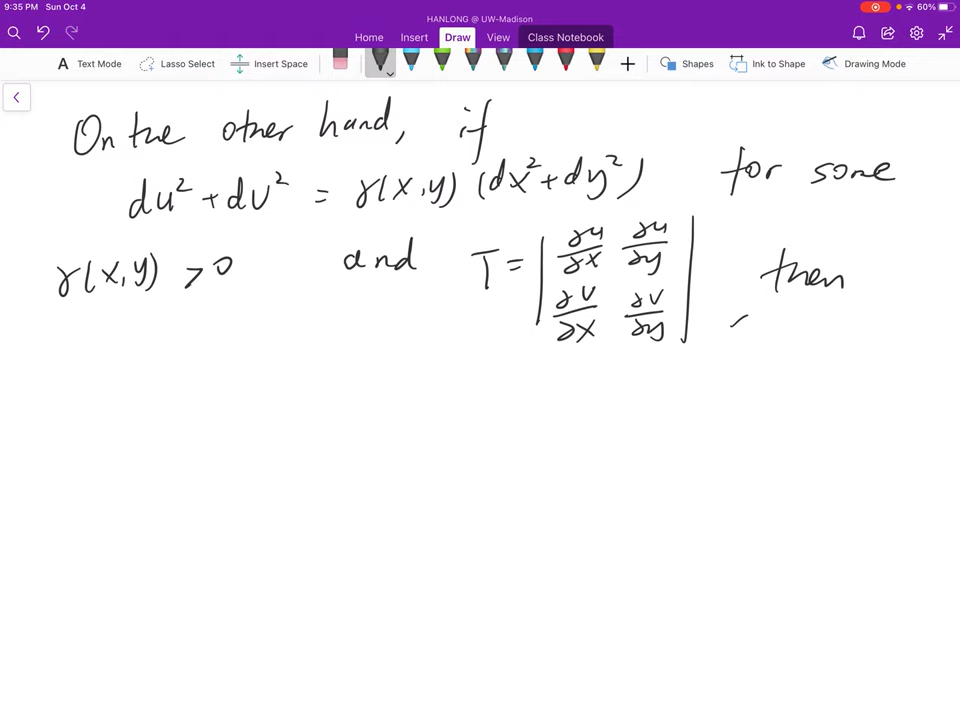 9:35 PM Sun Oct 4
60%
HANLONG @ UW-Madison
Home Insert Draw View Class Notebook
A Text Mode Lasso Select Insert Space Shapes Ink to Shape Drawing Mode
On the other hand, if
du² + dv² = γ(x,y) (dx² + dy²) for some
γ(x,y) > 0 and T = | ∂u/∂x ∂u/∂y ; ∂v/∂x ∂v/∂y | then